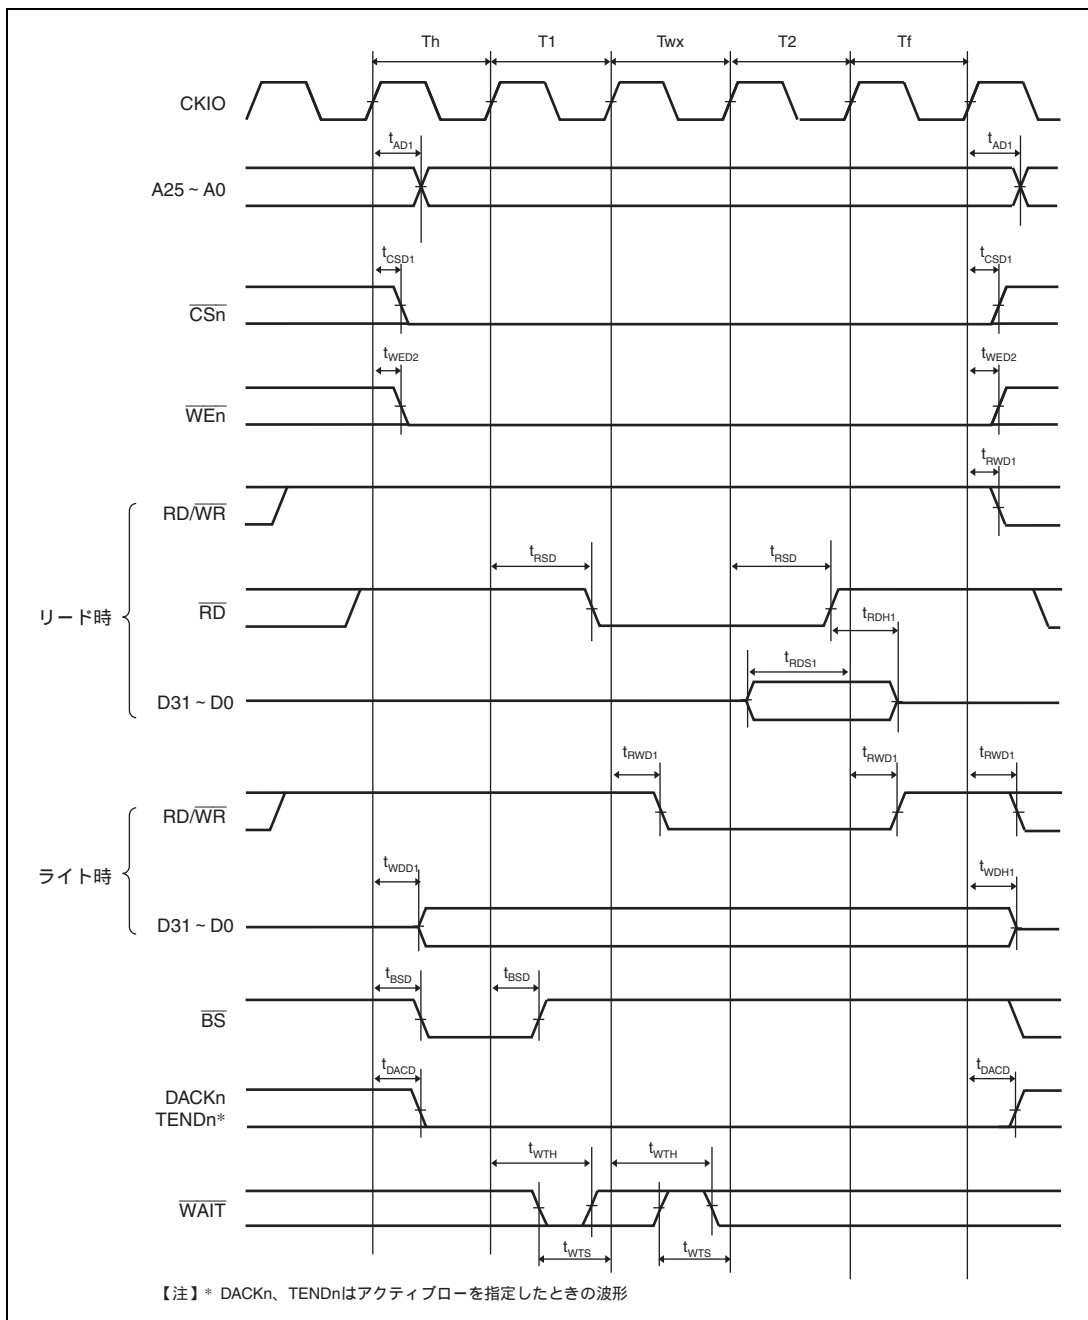 Th T1 Twx T2 Tf
CKIO
tAD1 tAD1
A25 ~ A0
tCSD1 tCSD1
CSn
tWED2 tWED2
WEn
tRWD1
RD/WR
tRSD tRSD
リード時
RD
tRDH1
tRDS1
D31 ~ D0
tRWD1 tRWD1 tRWD1
RD/WR
ライト時
tWDD1 tWDH1
D31 ~ D0
tBSD tBSD
BS
tDACD tDACD
DACKn
TENDn*
tWTH tWTH
WAIT
tWTS tWTS
【注】* DACKn、TENDnはアクティブローを指定したときの波形